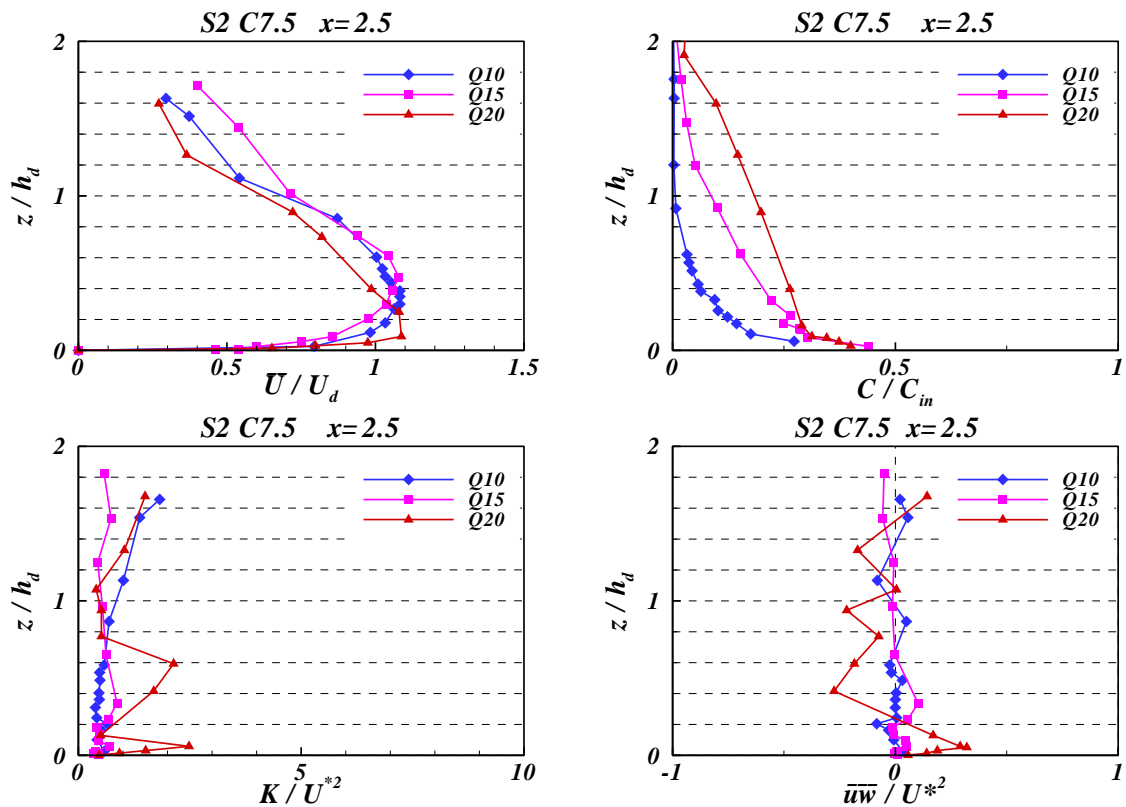 S2 C7.5 x=2.5
2
1
0
z / h_d
Q10
Q15
Q20
0
0.5
1
1.5
U̅ / U_d
S2 C7.5 x=2.5
2
1
0
z / h_d
Q10
Q15
Q20
0
0.5
1
C / C_in
S2 C7.5 x=2.5
2
1
0
z / h_d
Q10
Q15
Q20
0
5
10
K / U^*2
S2 C7.5 x=2.5
2
1
0
z / h_d
Q10
Q15
Q20
-1
0
1
u̅w̅ / U*^2